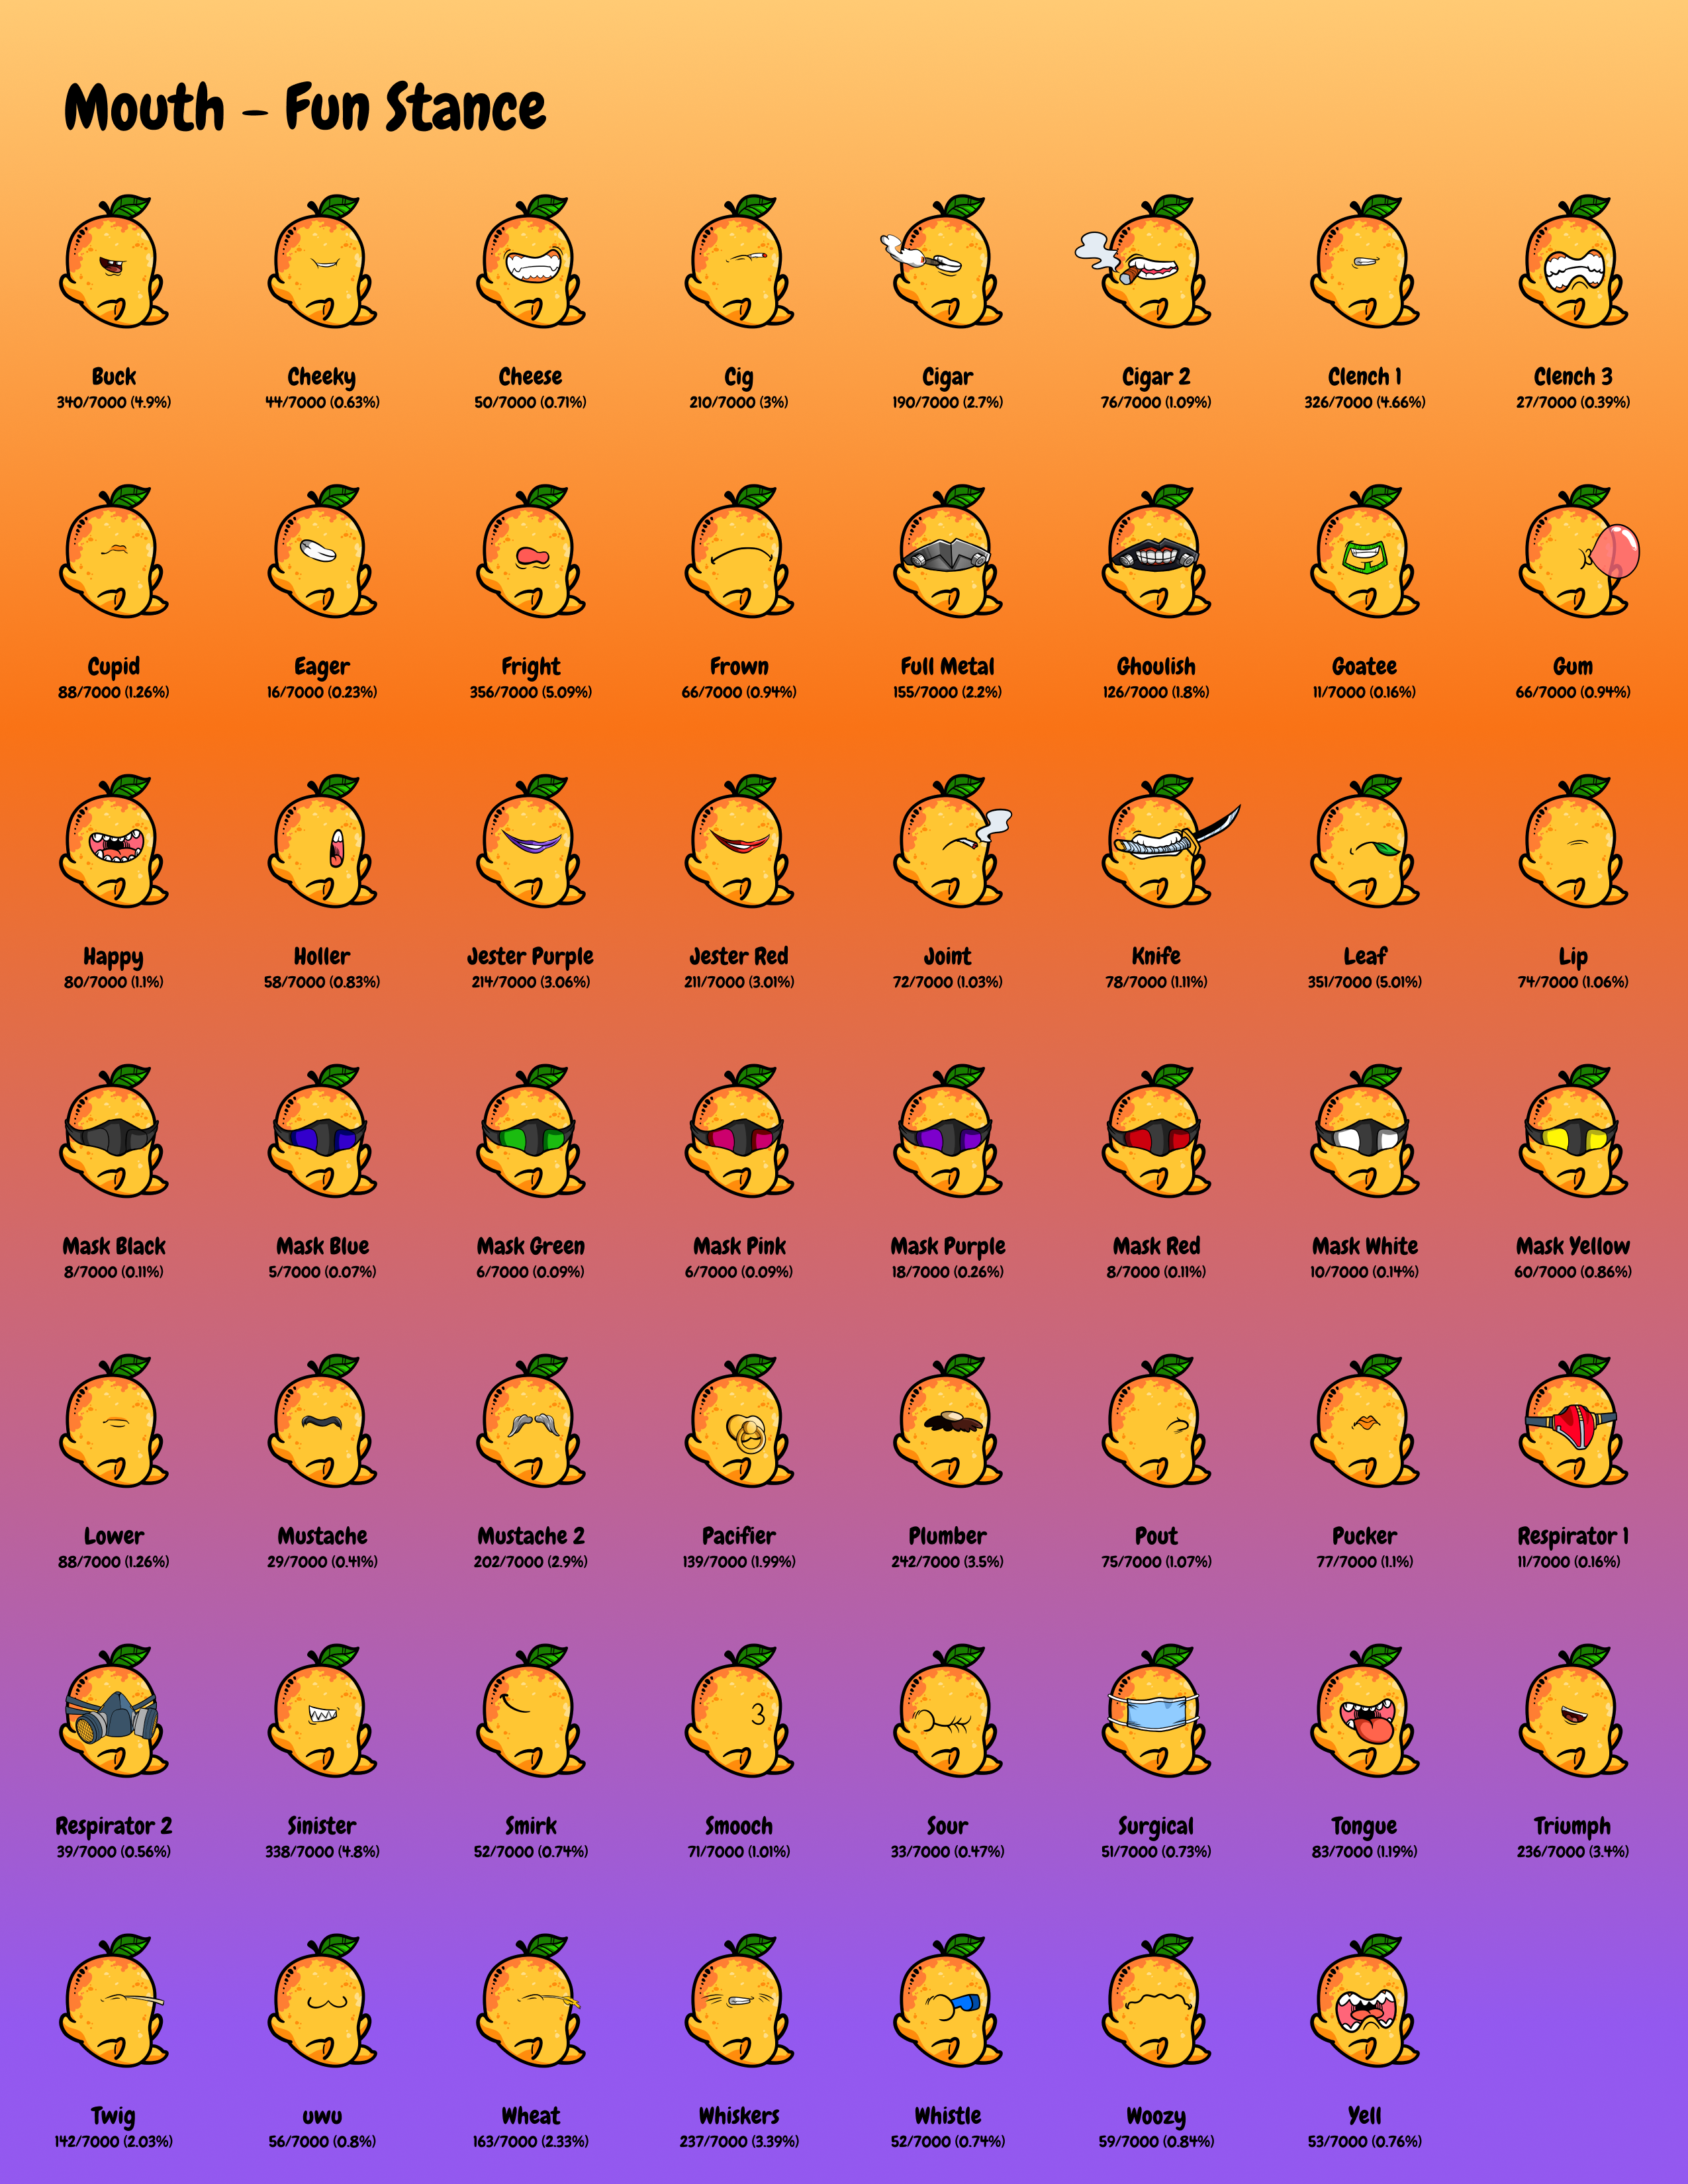 Mouth - Fun Stance
Buck Cheeky Cheese Cig Cigar Cigar 2 Clench 1 Clench 3
340/7000 (4.9%) 44/7000 (0.63%) 50/7000 (0.71%) 210/7000 (3%) 190/7000 (2.7%) 76/7000 (1.09%) 326/7000 (4.66%) 27/7000 (0.39%)
Cupid Eager Fright Frown Full Metal Ghoulish Goatee Gum
88/7000 (1.26%) 16/7000 (0.23%) 356/7000 (5.09%) 66/7000 (0.94%) 155/7000 (2.2%) 126/7000 (1.8%) 11/7000 (0.16%) 66/7000 (0.94%)
Happy Holler Jester Purple Jester Red Joint Knife Leaf Lip
80/7000 (1.1%) 58/7000 (0.83%) 214/7000 (3.06%) 211/7000 (3.01%) 72/7000 (1.03%) 78/7000 (1.11%) 351/7000 (5.01%) 74/7000 (1.06%)
Mask Black Mask Blue Mask Green Mask Pink Mask Purple Mask Red Mask White Mask Yellow
8/7000 (0.11%) 5/7000 (0.07%) 6/7000 (0.09%) 6/7000 (0.09%) 18/7000 (0.26%) 8/7000 (0.11%) 10/7000 (0.14%) 60/7000 (0.86%)
Lower Mustache Mustache 2 Pacifier Plumber Pout Pucker Respirator 1
88/7000 (1.26%) 29/7000 (0.41%) 202/7000 (2.9%) 139/7000 (1.99%) 242/7000 (3.5%) 75/7000 (1.07%) 77/7000 (1.1%) 11/7000 (0.16%)
Respirator 2 Sinister Smirk Smooch Sour Surgical Tongue Triumph
39/7000 (0.56%) 338/7000 (4.8%) 52/7000 (0.74%) 71/7000 (1.01%) 33/7000 (0.47%) 51/7000 (0.73%) 83/7000 (1.19%) 236/7000 (3.4%)
Twig uwu Wheat Whiskers Whistle Woozy Yell
142/7000 (2.03%) 56/7000 (0.8%) 163/7000 (2.33%) 237/7000 (3.39%) 52/7000 (0.74%) 59/7000 (0.84%) 53/7000 (0.76%)